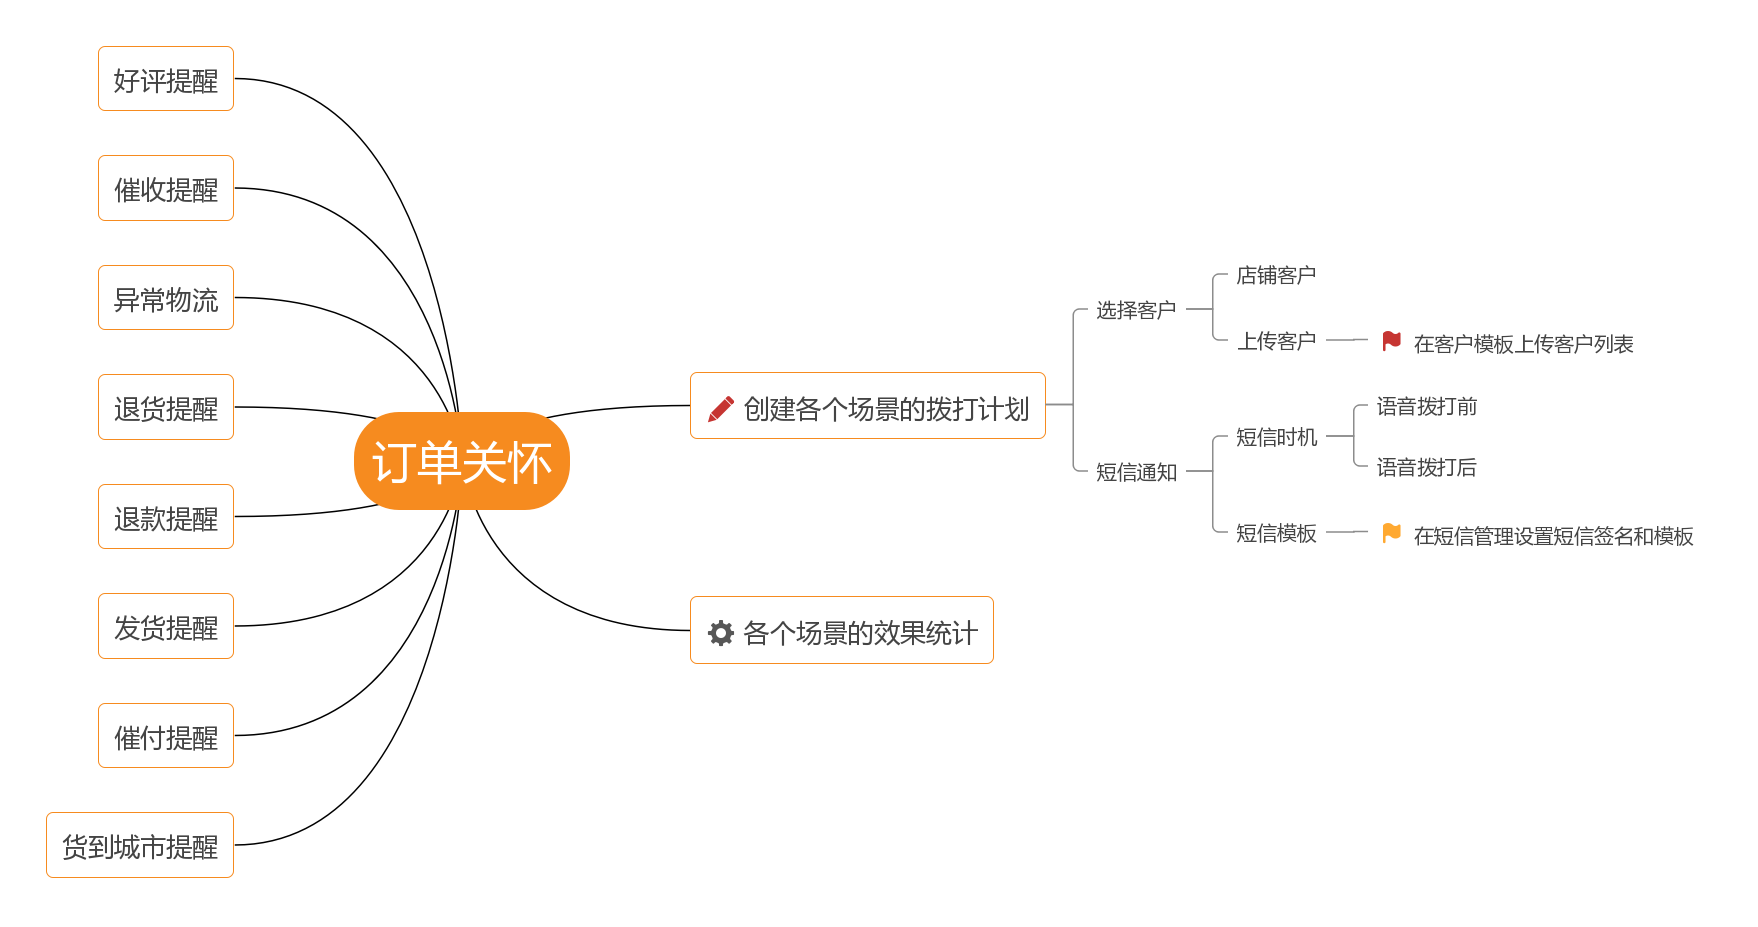 好评提醒
催收提醒
异常物流
退货提醒
退款提醒
发货提醒
催付提醒
货到城市提醒
订单关怀
创建各个场景的拨打计划
选择客户
店铺客户
上传客户
在客户模板上传客户列表
短信通知
短信时机
语音拨打前
语音拨打后
短信模板
在短信管理设置短信签名和模板
各个场景的效果统计